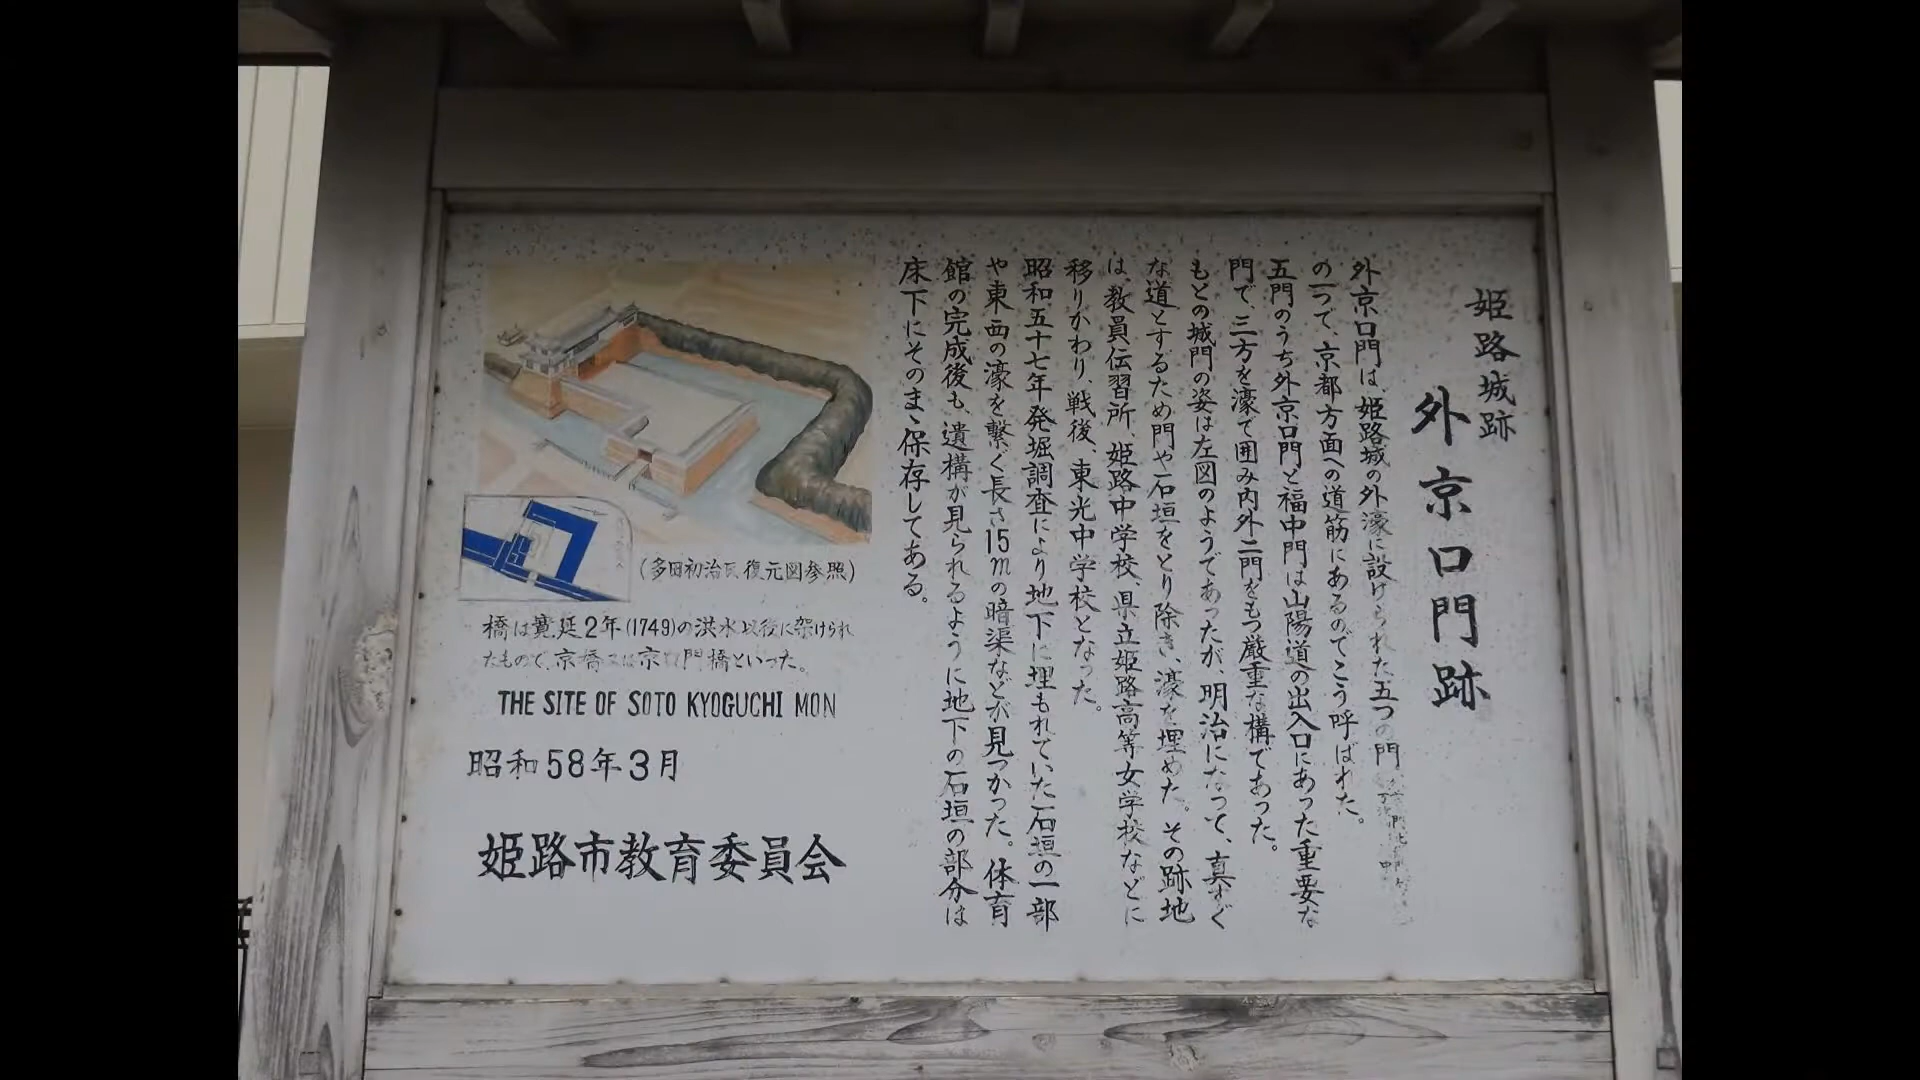 姫路城跡
外京口門跡
外京口門は、姫路城の外濠に設けられた五つの門
の一つで、京都方面への道筋にあるのでこう呼ばれた。
五門のうち外京口門と福中門は山陽道の出入口にあった重要な
門で、三方を濠で囲み内外二門をもつ厳重な構であった。
もとの城門の姿は左図のようであったが、明治になって、真すぐ
な道とするため門や石垣をとり除き、濠を埋めた。その跡地
は、教員伝習所、姫路中学校、県立姫路高等女学校などに
移りかわり、戦後、東光中学校となった。
昭和五十七年発掘調査により地下に埋もれていた石垣の一部
や東西の濠を繋ぐ長さ15mの暗渠などが見つかった。体育
館の完成後も、遺構が見られるように地下の石垣の部分は
床下にそのまゝ保存してある。
(多田初治氏復元図参照)
橋は寛延2年(1749)の洪水以後に架けられ
たもので、京橋又は京口門橋といった。
THE SITE OF SOTO KYOGUCHI MON
昭和58年3月
姫路市教育委員会